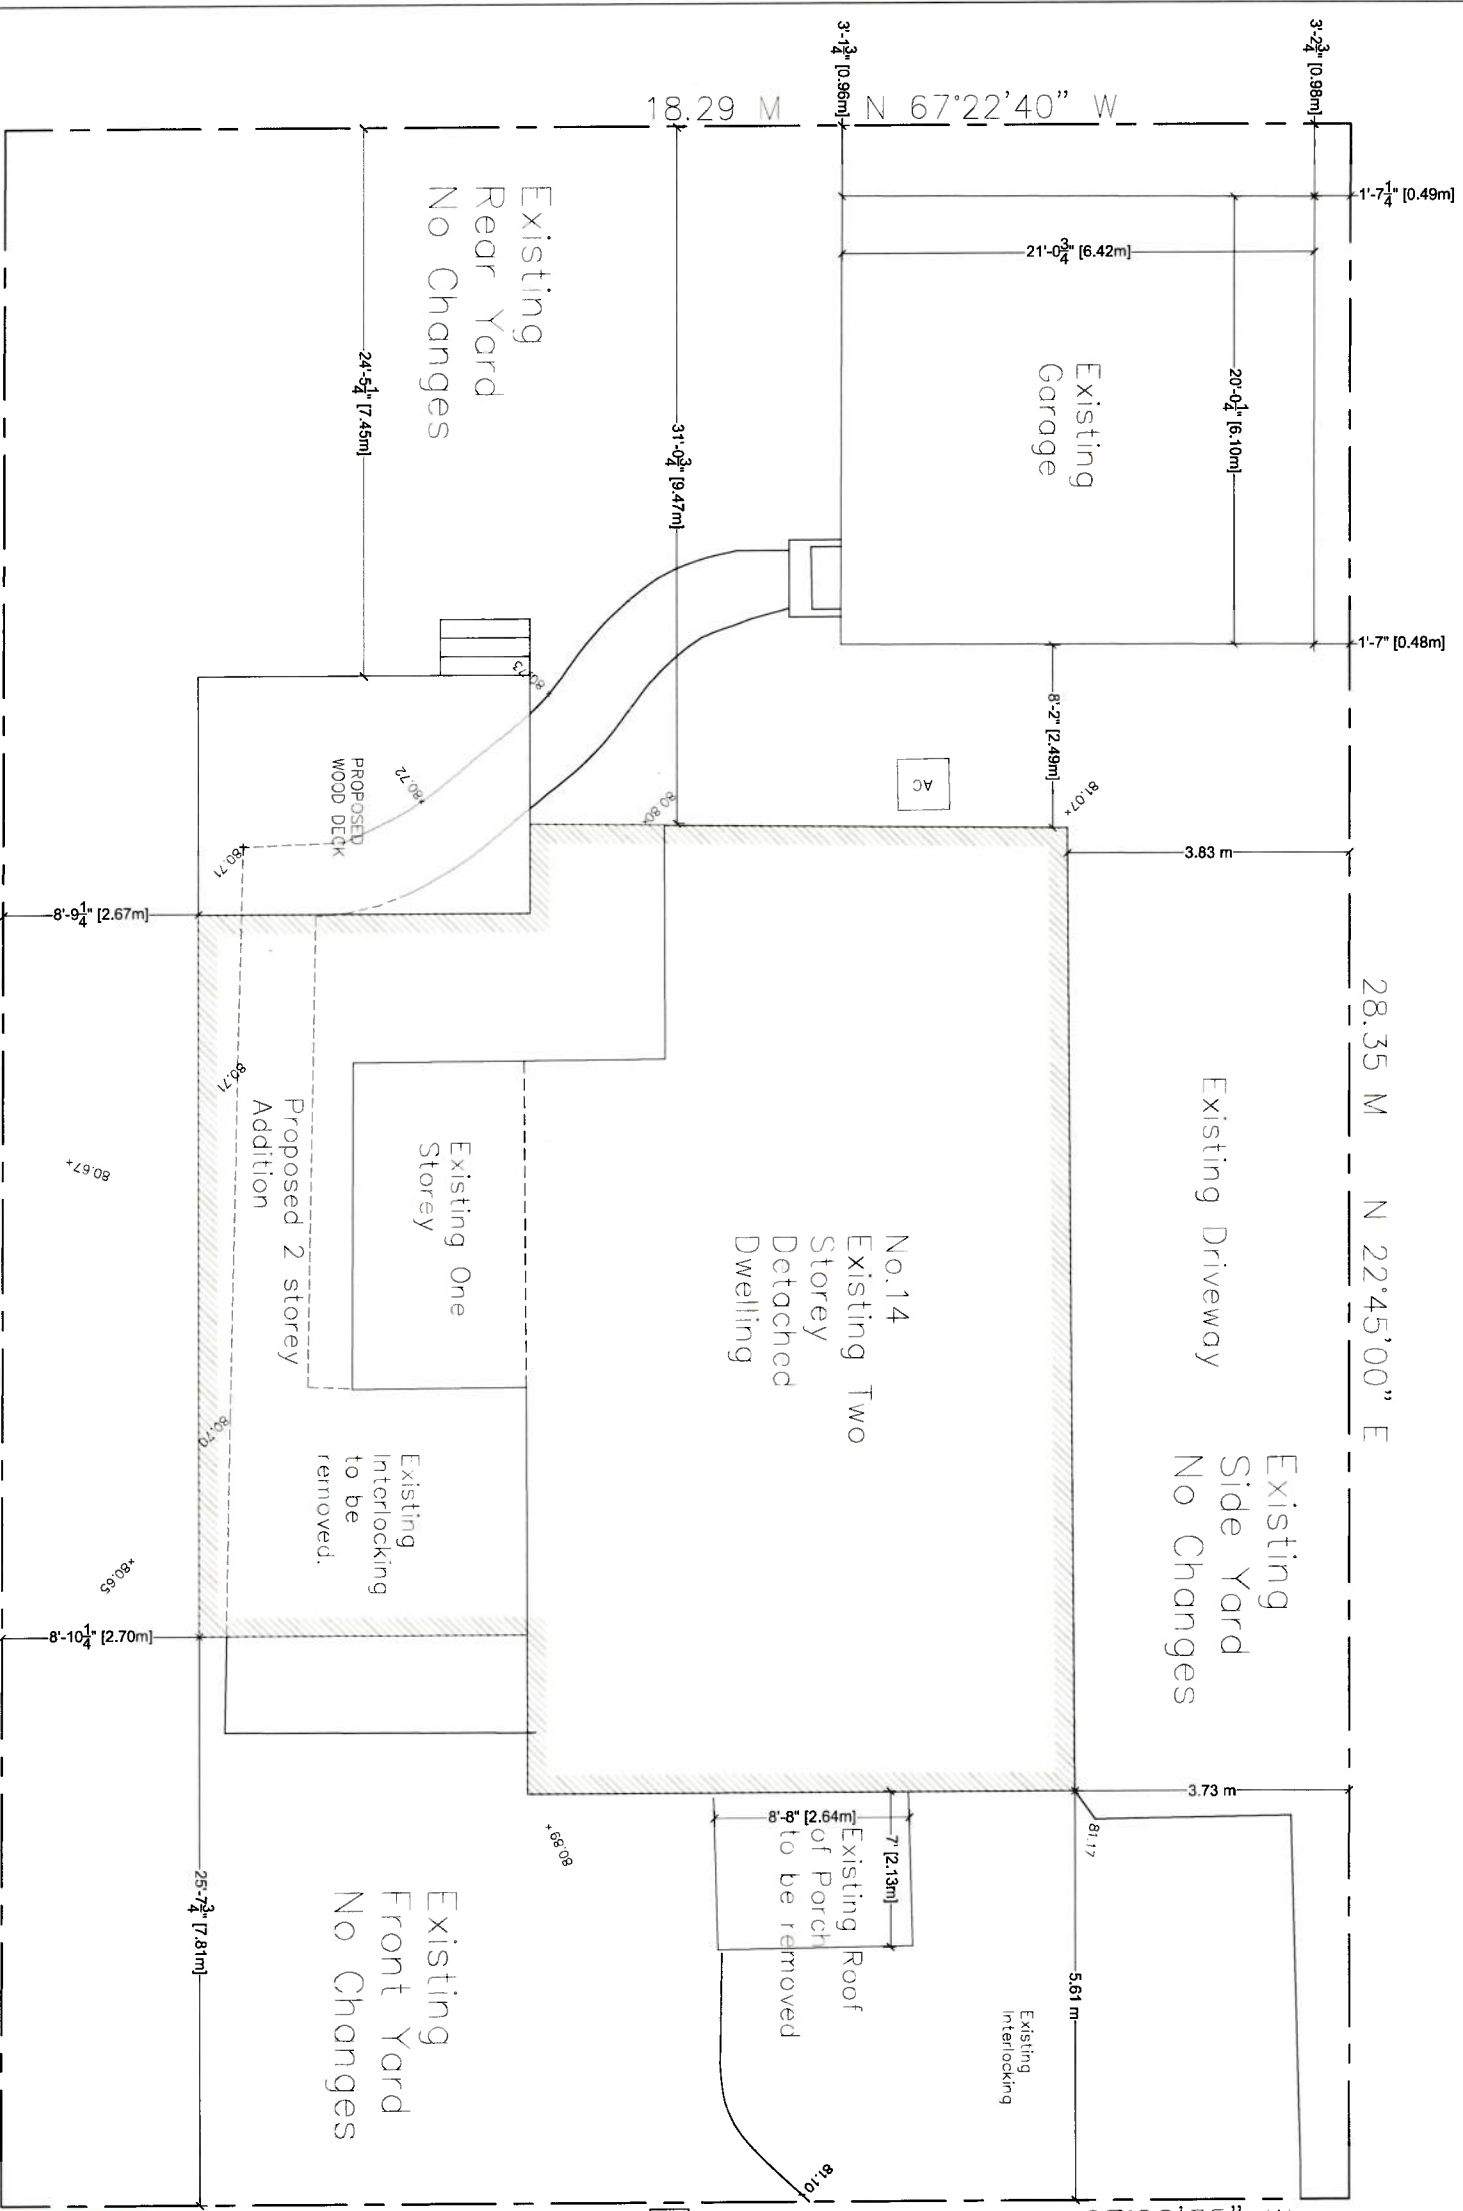 3'-1¾" [0.96m]
3'-2¾" [0.98m]
18.29 M N 67°22'40" W
1'-7¼" [0.49m]
21'-0¾" [6.42m]
20'-0¼" [6.10m]
Existing
Garage
Existing
Rear Yard
No Changes
24'-5¼" [7.45m]
31'-0¾" [9.47m]
1'-7" [0.48m]
8'-2" [2.49m]
80.73
AC
81.07+
80.80+
PROPOSED
WOOD DECK
+80.72
+80.71
3.83 m
8'-9¼" [2.67m]
28.35 M N 22°45'00" E
Existing Driveway
Existing
Side Yard
No Changes
80.71
80.67+
Proposed 2 storey
Addition
Existing One
Storey
No.14
Existing Two
Storey
Detached
Dwelling
80.70
Existing
Interlocking
to be
removed.
+80.65
8'-10¼" [2.70m]
3.73 m
8'-8" [2.64m]
7' [2.13m]
Existing Roof
of Porch
to be removed
81.17
80.89+
25'-7¾" [7.81m]
Existing
Front Yard
No Changes
5.61 m
Existing
Interlocking
81.10+